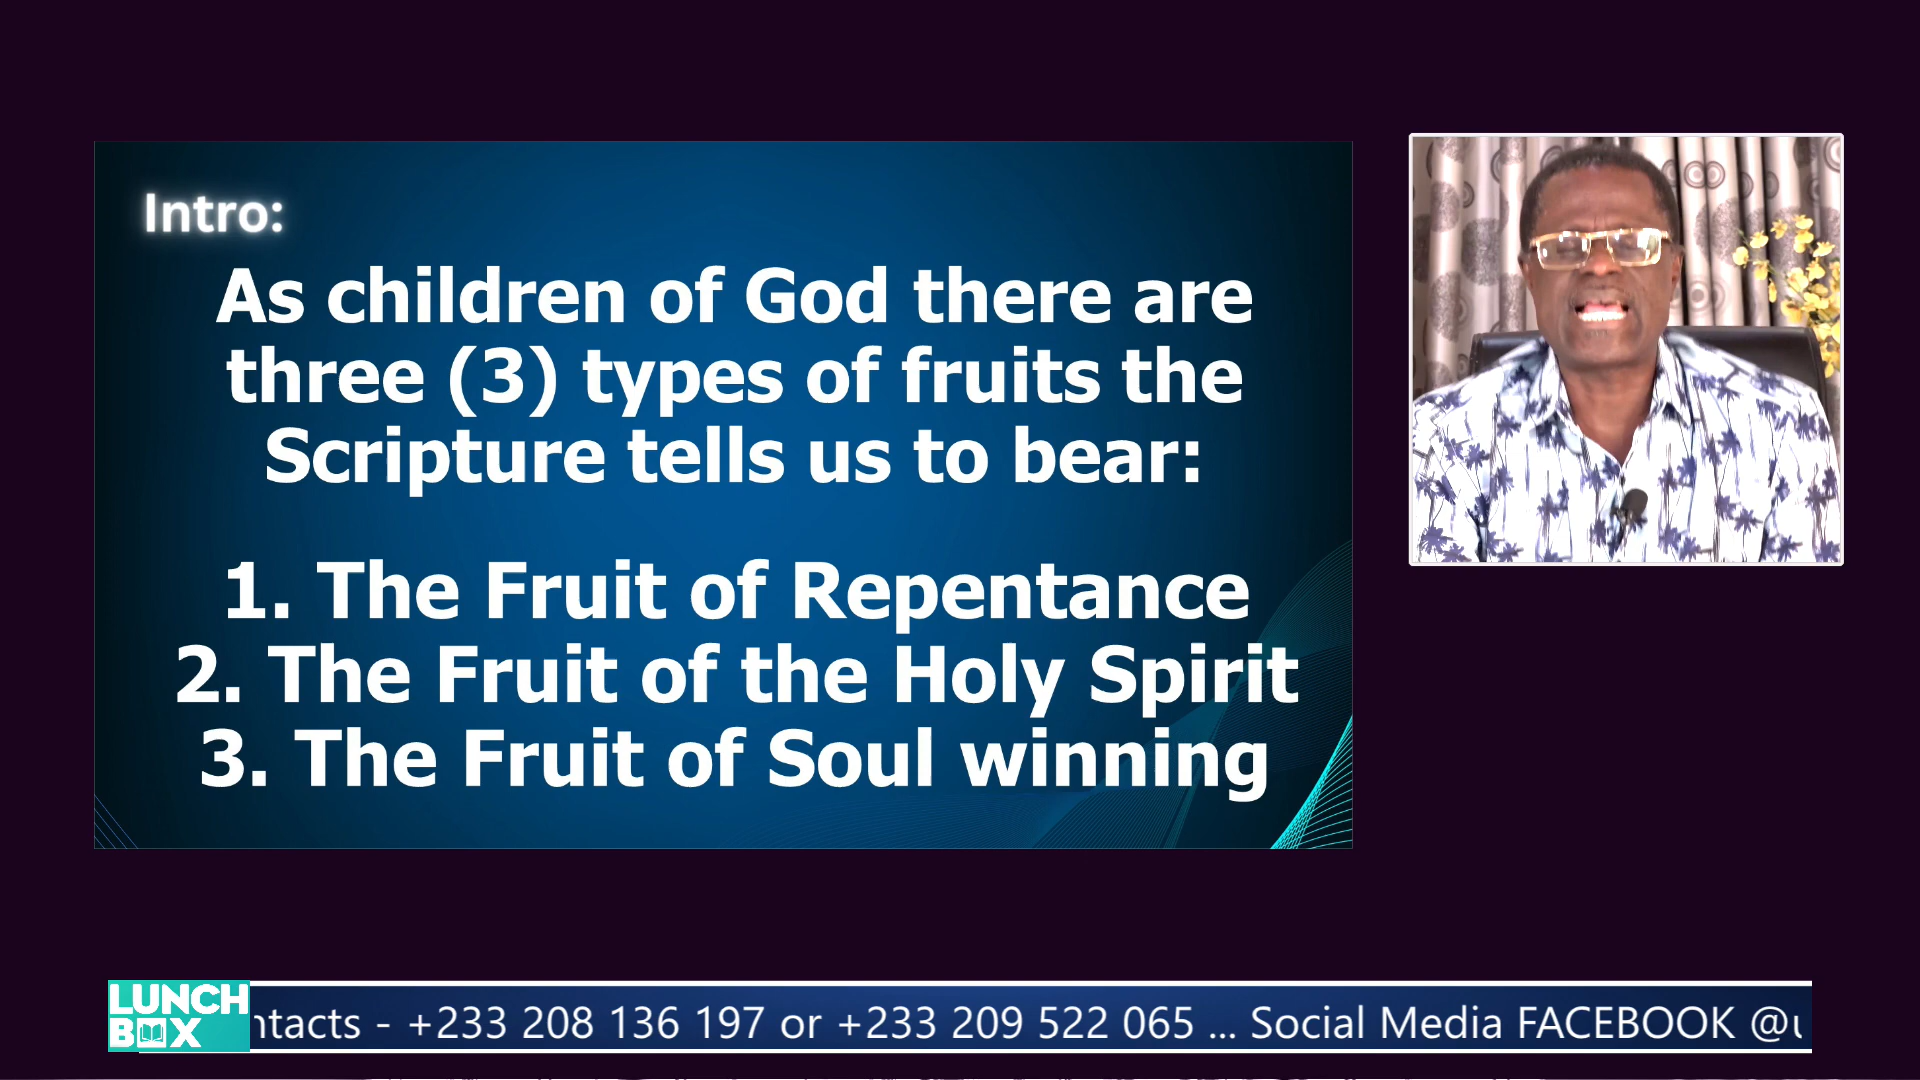 Intro:
As children of God there are
three (3) types of fruits the
Scripture tells us to bear:
1. The Fruit of Repentance
2. The Fruit of the Holy Spirit
3. The Fruit of Soul winning
LUNCH
BOX
ntacts - +233 208 136 197 or +233 209 522 065 ... Social Media FACEBOOK @